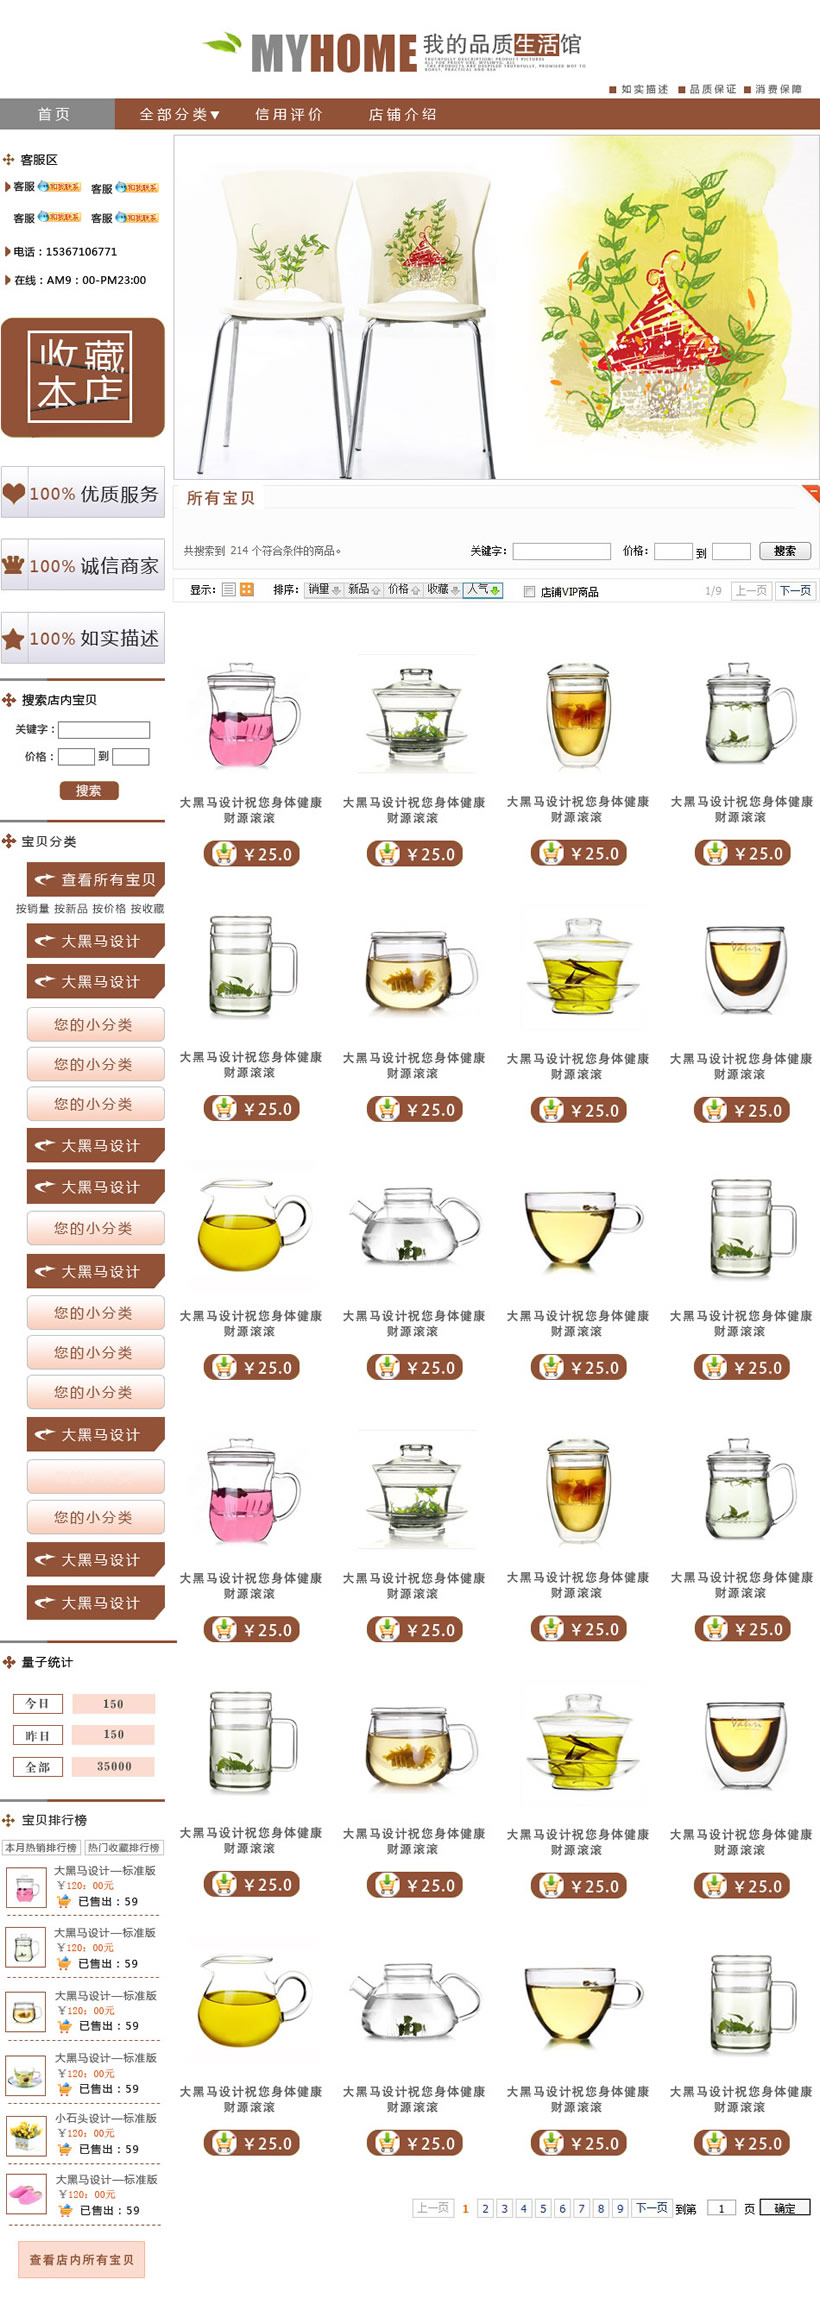 MYHOME 我的品质生活馆
如实描述 品质保证 消费保障
首页 全部分类▼ 信用评价 店铺介绍
客服区
客服 和我联系 客服 和我联系
客服 和我联系 客服 和我联系
电话：15367106771
在线：AM9：00-PM23:00
收藏
本店
100% 优质服务
100% 诚信商家
100% 如实描述
搜索店内宝贝
关键字：
价格： 到
搜索
宝贝分类
查看所有宝贝
按销量 按新品 按价格 按收藏
大黑马设计
大黑马设计
您的小分类
您的小分类
您的小分类
大黑马设计
大黑马设计
您的小分类
大黑马设计
您的小分类
您的小分类
您的小分类
大黑马设计
您的小分类
大黑马设计
大黑马设计
量子统计
今日 150
昨日 150
全部 35000
宝贝排行榜
本月热销排行榜 热门收藏排行榜
大黑马设计—标准版
￥120：00元
已售出：59
大黑马设计—标准版
￥120：00元
已售出：59
大黑马设计—标准版
￥120：00元
已售出：59
大黑马设计—标准版
￥120：00元
已售出：59
小石头设计—标准版
￥120：00元
已售出：59
大黑马设计—标准版
￥120：00元
已售出：59
查看店内所有宝贝
所有宝贝
共搜索到 214 个符合条件的商品。 关键字： 价格： 到 搜索
显示： 排序： 销量 新品 价格 收藏 人气 店铺VIP商品 1/9 上一页 下一页
大黑马设计祝您身体健康 大黑马设计祝您身体健康 大黑马设计祝您身体健康 大黑马设计祝您身体健康
财源滚滚 财源滚滚 财源滚滚 财源滚滚
￥25.0 ￥25.0 ￥25.0 ￥25.0
大黑马设计祝您身体健康 大黑马设计祝您身体健康 大黑马设计祝您身体健康 大黑马设计祝您身体健康
财源滚滚 财源滚滚 财源滚滚 财源滚滚
￥25.0 ￥25.0 ￥25.0 ￥25.0
大黑马设计祝您身体健康 大黑马设计祝您身体健康 大黑马设计祝您身体健康 大黑马设计祝您身体健康
财源滚滚 财源滚滚 财源滚滚 财源滚滚
￥25.0 ￥25.0 ￥25.0 ￥25.0
大黑马设计祝您身体健康 大黑马设计祝您身体健康 大黑马设计祝您身体健康 大黑马设计祝您身体健康
财源滚滚 财源滚滚 财源滚滚 财源滚滚
￥25.0 ￥25.0 ￥25.0 ￥25.0
大黑马设计祝您身体健康 大黑马设计祝您身体健康 大黑马设计祝您身体健康 大黑马设计祝您身体健康
财源滚滚 财源滚滚 财源滚滚 财源滚滚
￥25.0 ￥25.0 ￥25.0 ￥25.0
大黑马设计祝您身体健康 大黑马设计祝您身体健康 大黑马设计祝您身体健康 大黑马设计祝您身体健康
财源滚滚 财源滚滚 财源滚滚 财源滚滚
￥25.0 ￥25.0 ￥25.0 ￥25.0
上一页 1 2 3 4 5 6 7 8 9 下一页 到第 1 页 确定